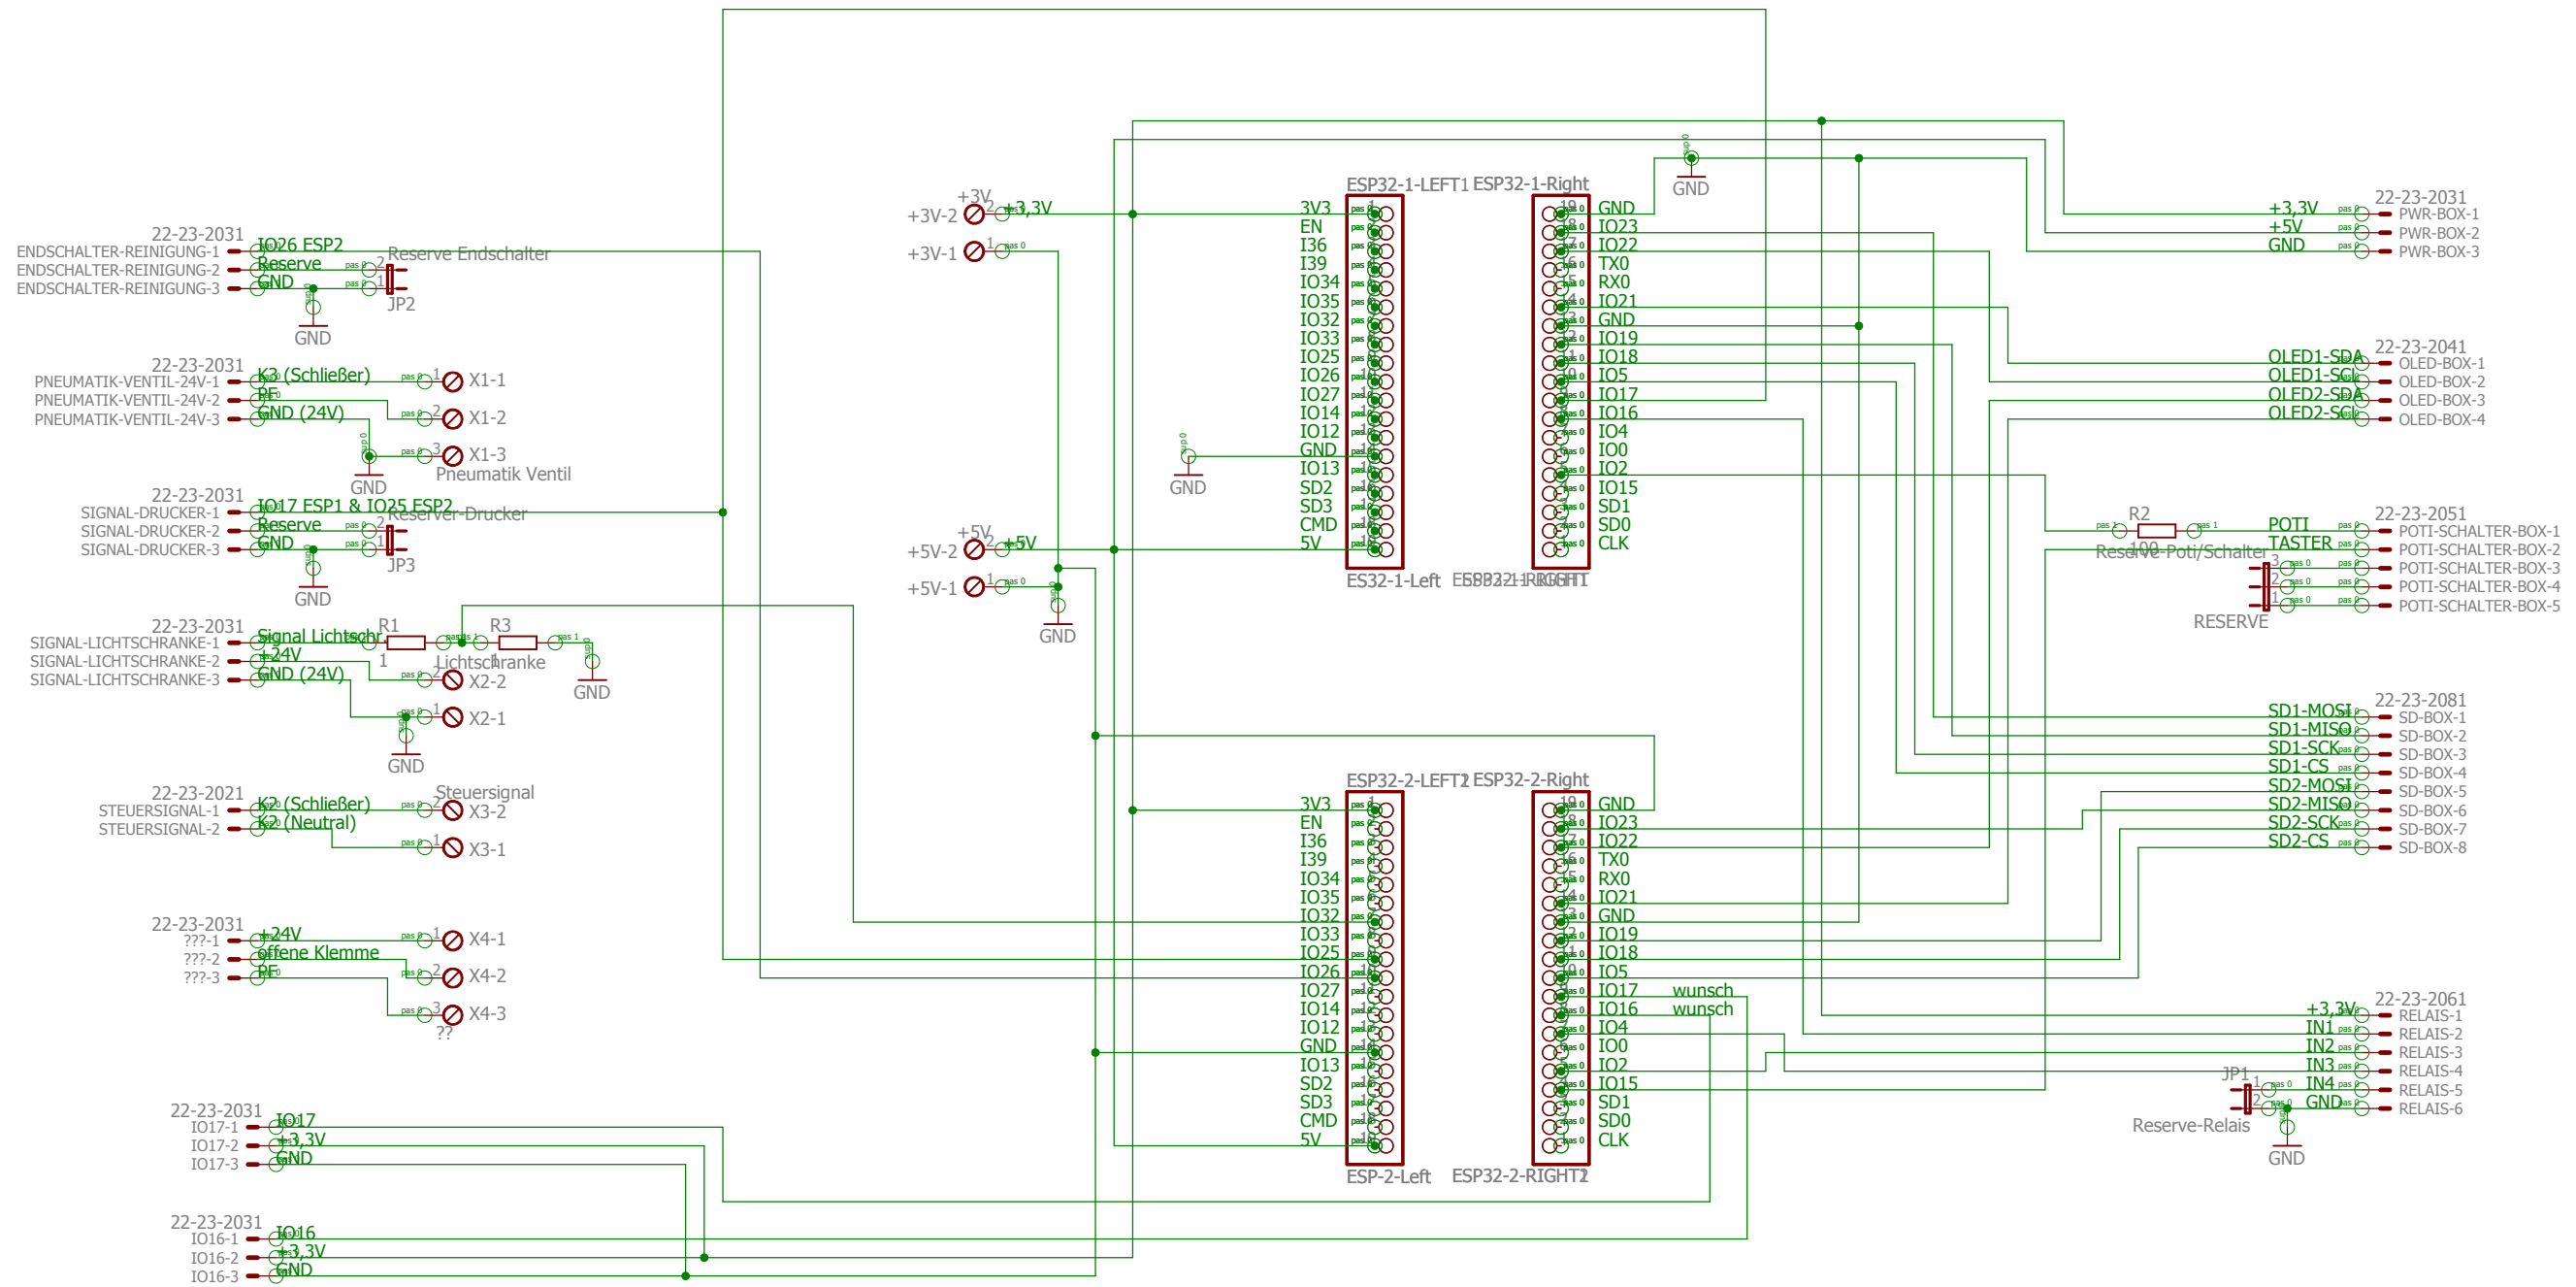 22-23-2031
ENDSCHALTER-REINIGUNG-1
IO26 ESP2
ENDSCHALTER-REINIGUNG-2
Reserve
ENDSCHALTER-REINIGUNG-3
GND
Reserve Endschalter
JP2
GND
22-23-2031
PNEUMATIK-VENTIL-24V-1
K3 (Schließer)
X1-1
PNEUMATIK-VENTIL-24V-2
PE
X1-2
PNEUMATIK-VENTIL-24V-3
GND (24V)
X1-3
Pneumatik Ventil
GND
22-23-2031
SIGNAL-DRUCKER-1
IO17 ESP1 & IO25 ESP2
SIGNAL-DRUCKER-2
Reserve
SIGNAL-DRUCKER-3
GND
Reserver-Drucker
JP3
GND
22-23-2031
SIGNAL-LICHTSCHRANKE-1
Signal Lichtschr.
R1
1
R3
1
SIGNAL-LICHTSCHRANKE-2
+24V
SIGNAL-LICHTSCHRANKE-3
GND (24V)
Lichtschranke
X2-2
X2-1
GND
GND
22-23-2021
STEUERSIGNAL-1
K2 (Schließer)
STEUERSIGNAL-2
K2 (Neutral)
Steuersignal
X3-2
X3-1
22-23-2031
???-1
+24V
X4-1
???-2
offene Klemme
X4-2
???-3
PE
X4-3
??
22-23-2031
IO17-1
IO17
IO17-2
+3,3V
IO17-3
GND
22-23-2031
IO16-1
IO16
IO16-2
+3,3V
IO16-3
GND
+3V
+3V-2
+3,3V
+3V-1
+5V
+5V-2
+5V
+5V-1
GND
GND
ESP32-1-LEFT1
3V3
EN
I36
I39
IO34
IO35
IO32
IO33
IO25
IO26
IO27
IO14
IO12
GND
IO13
SD2
SD3
CMD
5V
ES32-1-Left
ESP32-1-Right
GND
IO23
IO22
TX0
RX0
IO21
GND
IO19
IO18
IO5
IO17
IO16
IO4
IO0
IO2
IO15
SD1
SD0
CLK
GND
ESP32-2-LEFT2
3V3
EN
I36
I39
IO34
IO35
IO32
IO33
IO25
IO26
IO27
IO14
IO12
GND
IO13
SD2
SD3
CMD
5V
ESP-2-Left
ESP32-2-Right
GND
IO23
IO22
TX0
RX0
IO21
GND
IO19
IO18
IO5
IO17 wunsch
IO16 wunsch
IO4
IO0
IO2
IO15
SD1
SD0
CLK
ESP32-2-RIGHT2
22-23-2031
+3,3V
PWR-BOX-1
+5V
PWR-BOX-2
GND
PWR-BOX-3
22-23-2041
OLED1-SDA
OLED-BOX-1
OLED1-SCL
OLED-BOX-2
OLED2-SDA
OLED-BOX-3
OLED2-SCL
OLED-BOX-4
R2
100
22-23-2051
POTI
POTI-SCHALTER-BOX-1
TASTER
POTI-SCHALTER-BOX-2
Reserve-Poti/Schalter
POTI-SCHALTER-BOX-3
POTI-SCHALTER-BOX-4
POTI-SCHALTER-BOX-5
RESERVE
22-23-2081
SD1-MOSI
SD-BOX-1
SD1-MISO
SD-BOX-2
SD1-SCK
SD-BOX-3
SD1-CS
SD-BOX-4
SD2-MOSI
SD-BOX-5
SD2-MISO
SD-BOX-6
SD2-SCK
SD-BOX-7
SD2-CS
SD-BOX-8
22-23-2061
+3,3V
RELAIS-1
IN1
RELAIS-2
IN2
RELAIS-3
IN3
RELAIS-4
JP1
IN4
RELAIS-5
GND
RELAIS-6
Reserve-Relais
GND